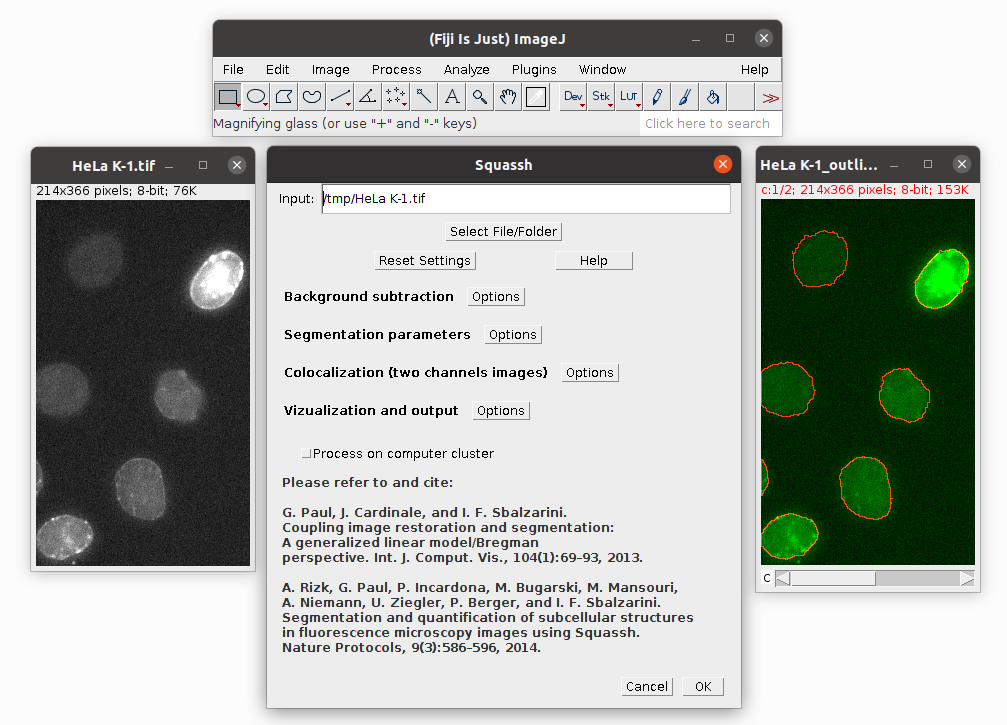 (Fiji Is Just) ImageJ
File Edit Image Process Analyze Plugins Window Help
A Dev Stk LUT
Magnifying glass (or use "+" and "-" keys) Click here to search
HeLa K-1.tif
214x366 pixels; 8-bit; 76K
Squassh
Input: /tmp/HeLa K-1.tif
Select File/Folder
Reset Settings Help
Background subtraction Options
Segmentation parameters Options
Colocalization (two channels images) Options
Vizualization and output Options
Process on computer cluster
Please refer to and cite:
G. Paul, J. Cardinale, and I. F. Sbalzarini.
Coupling image restoration and segmentation:
A generalized linear model/Bregman
perspective. Int. J. Comput. Vis., 104(1):69–93, 2013.
A. Rizk, G. Paul, P. Incardona, M. Bugarski, M. Mansouri,
A. Niemann, U. Ziegler, P. Berger, and I. F. Sbalzarini.
Segmentation and quantification of subcellular structures
in fluorescence microscopy images using Squassh.
Nature Protocols, 9(3):586–596, 2014.
Cancel OK
HeLa K-1_outli...
c:1/2; 214x366 pixels; 8-bit; 153K
C